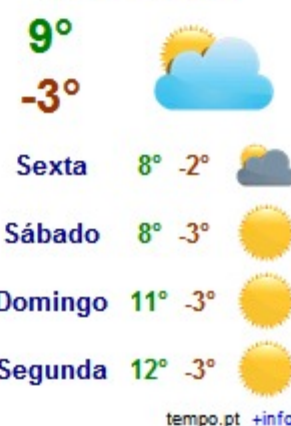 9°
-3°
Sexta 8° -2°
Sábado 8° -3°
Domingo 11° -3°
Segunda 12° -3°
tempo.pt +info